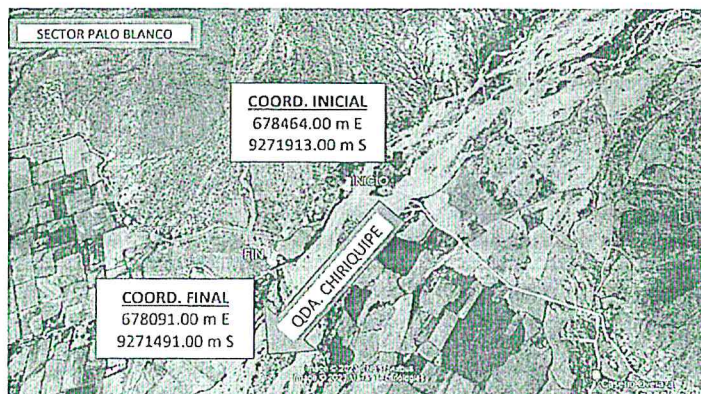 SECTOR PALO BLANCO
COORD. INICIAL
678464.00 m E
9271913.00 m S
INICIO
QDA. CHIRIQUIPE
FIN
COORD. FINAL
678091.00 m E
9271491.00 m S